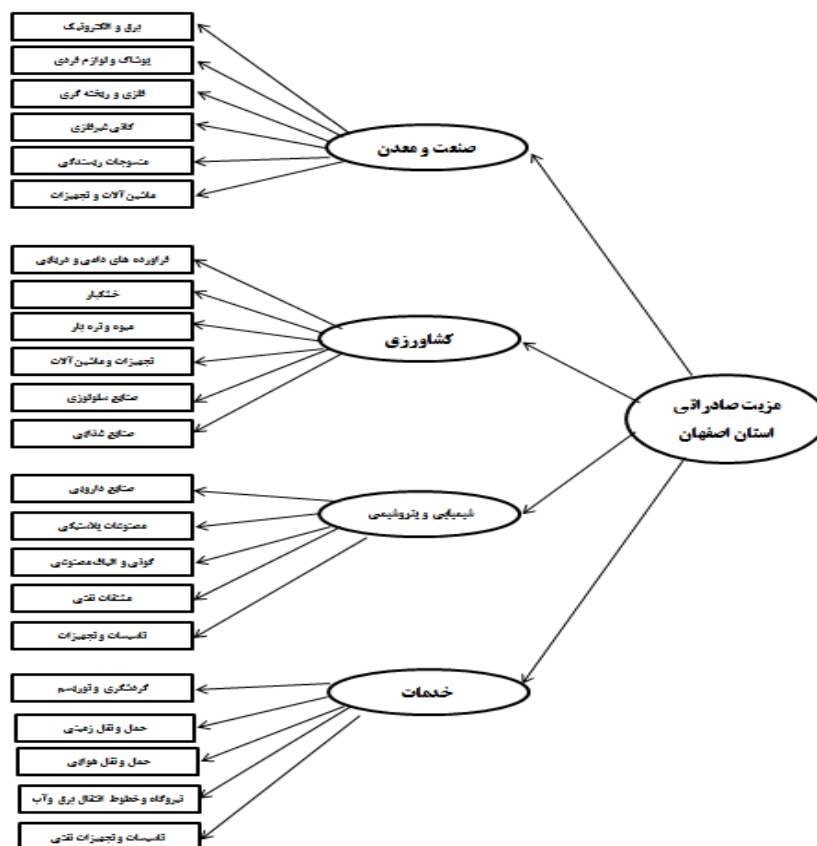 مزیت صادراتی
استان اصفهان
صنعت و معدن
برق و الکترونیک
پوشاک و لوازم فردی
فلزی و ریخته گری
کانی غیرفلزی
منسوجات ریسندگی
ماشین آلات و تجهیزات
کشاورزی
فراورده های دامی و دریایی
خشکبار
میوه و تره بار
تجهیزات و ماشین آلات
صنایع سلولوزی
صنایع غذایی
شیمیایی و پتروشیمی
صنایع دارویی
مصنوعات پلاستیکی
گونی و الیاف مصنوعی
مشتقات نفتی
تاسیسات و تجهیزات
خدمات
گردشگری و توریسم
حمل و نقل زمینی
حمل و نقل هوایی
نیروگاه و خطوط انتقال برق و آب
تاسیسات و تجهیزات نفتی